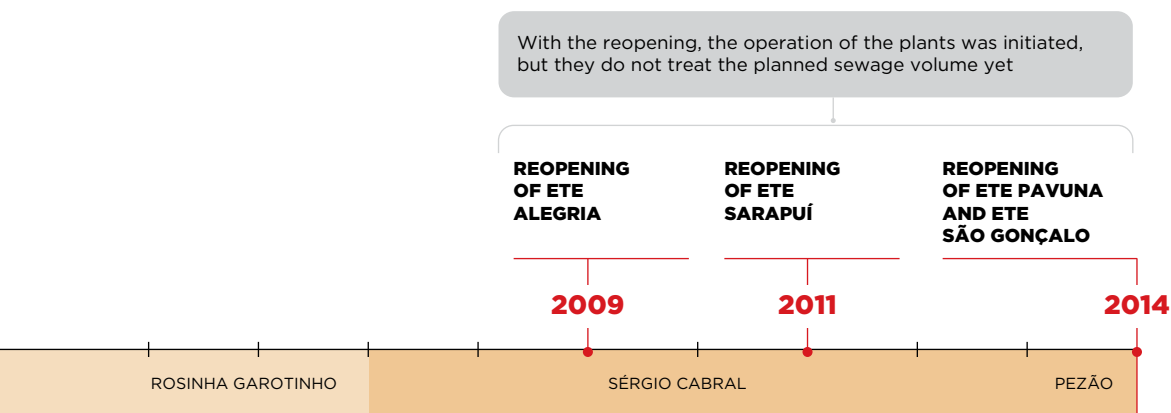 With the reopening, the operation of the plants was initiated,
but they do not treat the planned sewage volume yet
REOPENING
OF ETE
ALEGRIA
REOPENING
OF ETE
SARAPUÍ
REOPENING
OF ETE PAVUNA
AND ETE
SÃO GONÇALO
2009
2011
2014
ROSINHA GAROTINHO
SÉRGIO CABRAL
PEZÃO